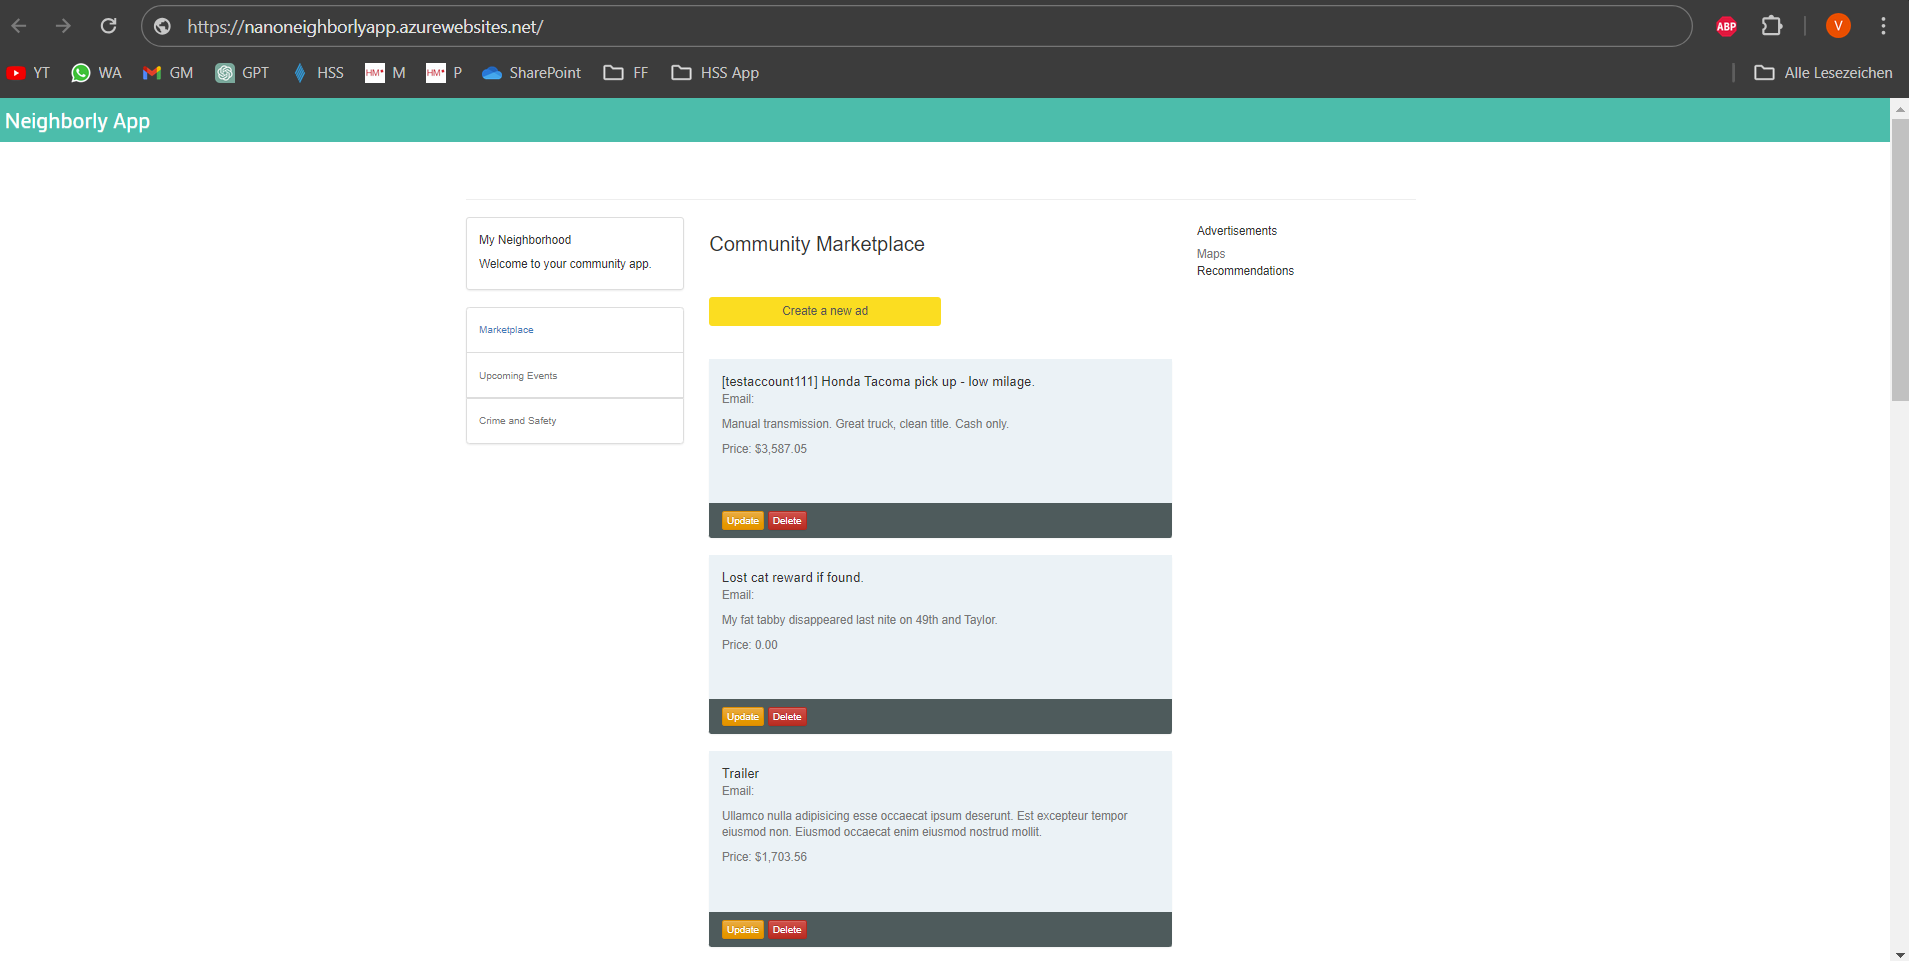 https://nanoneighborlyapp.azurewebsites.net/
ABP
V
YT
WA
GM
GPT
HSS
HM M
HM P
SharePoint
FF
HSS App
Alle Lesezeichen
Neighborly App
My Neighborhood
Welcome to your community app.
Marketplace
Upcoming Events
Crime and Safety
Community Marketplace
Create a new ad
[testaccount111] Honda Tacoma pick up - low milage.
Email:
Manual transmission. Great truck, clean title. Cash only.
Price: $3,587.05
Update Delete
Lost cat reward if found.
Email:
My fat tabby disappeared last nite on 49th and Taylor.
Price: 0.00
Update Delete
Trailer
Email:
Ullamco nulla adipisicing esse occaecat ipsum deserunt. Est excepteur tempor
eiusmod non. Eiusmod occaecat enim eiusmod nostrud mollit.
Price: $1,703.56
Update Delete
Advertisements
Maps
Recommendations